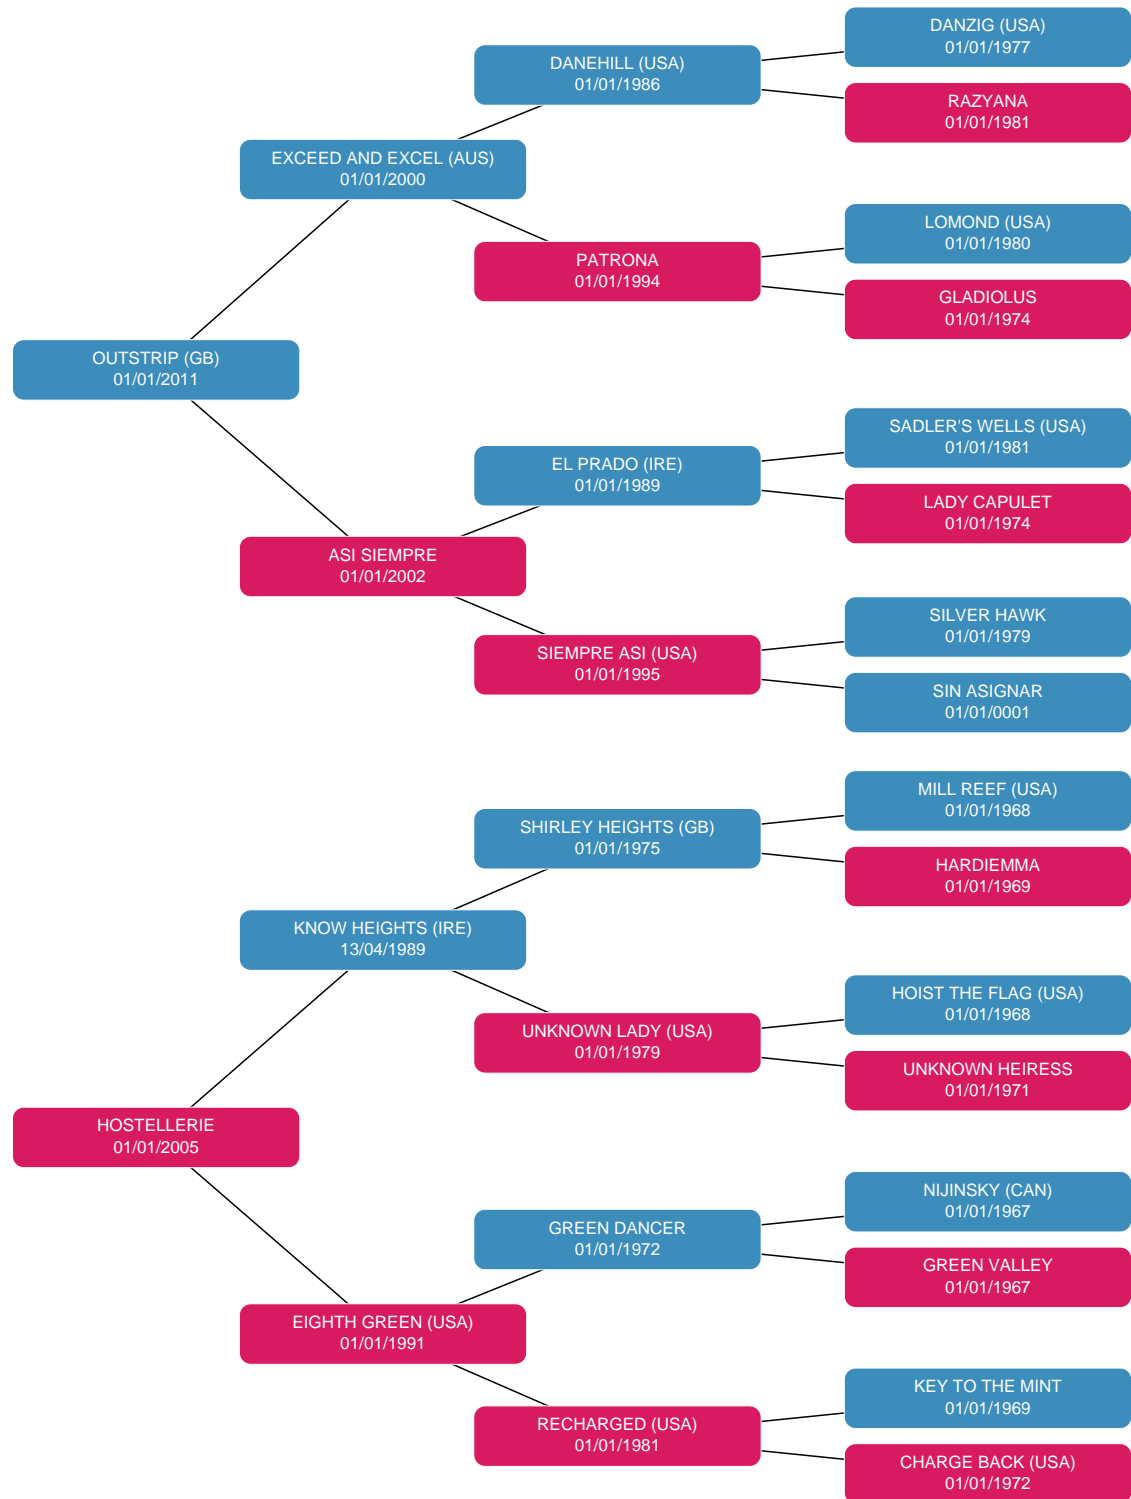 DANZIG (USA)
01/01/1977
DANEHILL (USA)
01/01/1986
RAZYANA
01/01/1981
EXCEED AND EXCEL (AUS)
01/01/2000
LOMOND (USA)
01/01/1980
PATRONA
01/01/1994
GLADIOLUS
01/01/1974
OUTSTRIP (GB)
01/01/2011
SADLER'S WELLS (USA)
01/01/1981
EL PRADO (IRE)
01/01/1989
LADY CAPULET
01/01/1974
ASI SIEMPRE
01/01/2002
SILVER HAWK
01/01/1979
SIEMPRE ASI (USA)
01/01/1995
SIN ASIGNAR
01/01/0001
MILL REEF (USA)
01/01/1968
SHIRLEY HEIGHTS (GB)
01/01/1975
HARDIEMMA
01/01/1969
KNOW HEIGHTS (IRE)
13/04/1989
HOIST THE FLAG (USA)
01/01/1968
UNKNOWN LADY (USA)
01/01/1979
UNKNOWN HEIRESS
01/01/1971
HOSTELLERIE
01/01/2005
NIJINSKY (CAN)
01/01/1967
GREEN DANCER
01/01/1972
GREEN VALLEY
01/01/1967
EIGHTH GREEN (USA)
01/01/1991
KEY TO THE MINT
01/01/1969
RECHARGED (USA)
01/01/1981
CHARGE BACK (USA)
01/01/1972